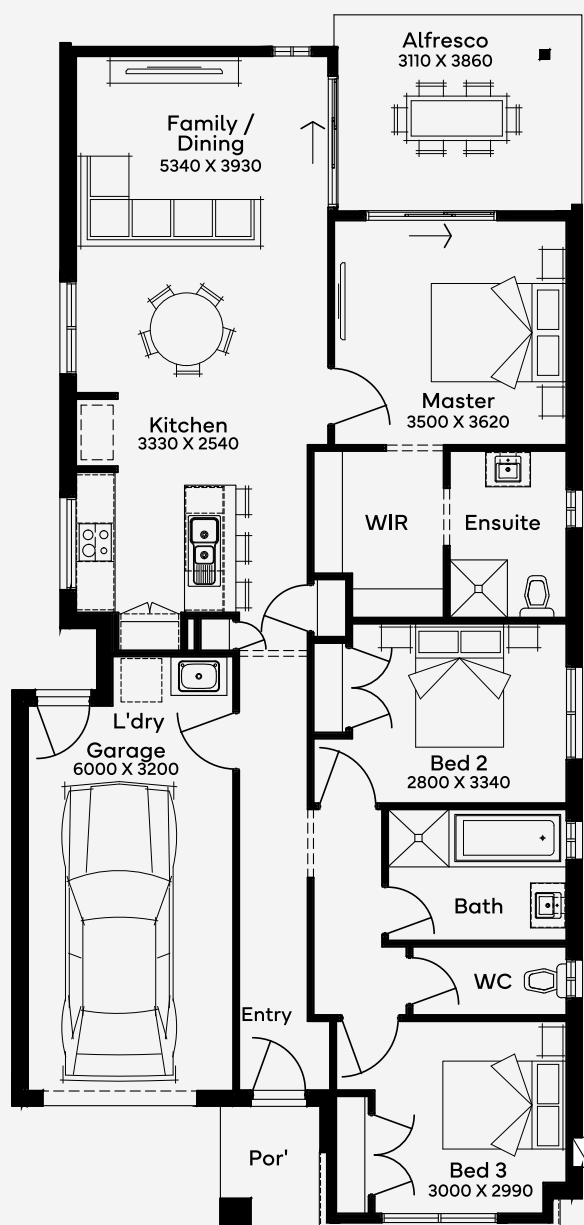 Alfresco
3110 X 3860
Family /
Dining
5340 X 3930
Master
3500 X 3620
Kitchen
3330 X 2540
WIR
Ensuite
L'dry
Garage
6000 X 3200
Bed 2
2800 X 3340
Bath
WC
Entry
Por'
Bed 3
3000 X 2990